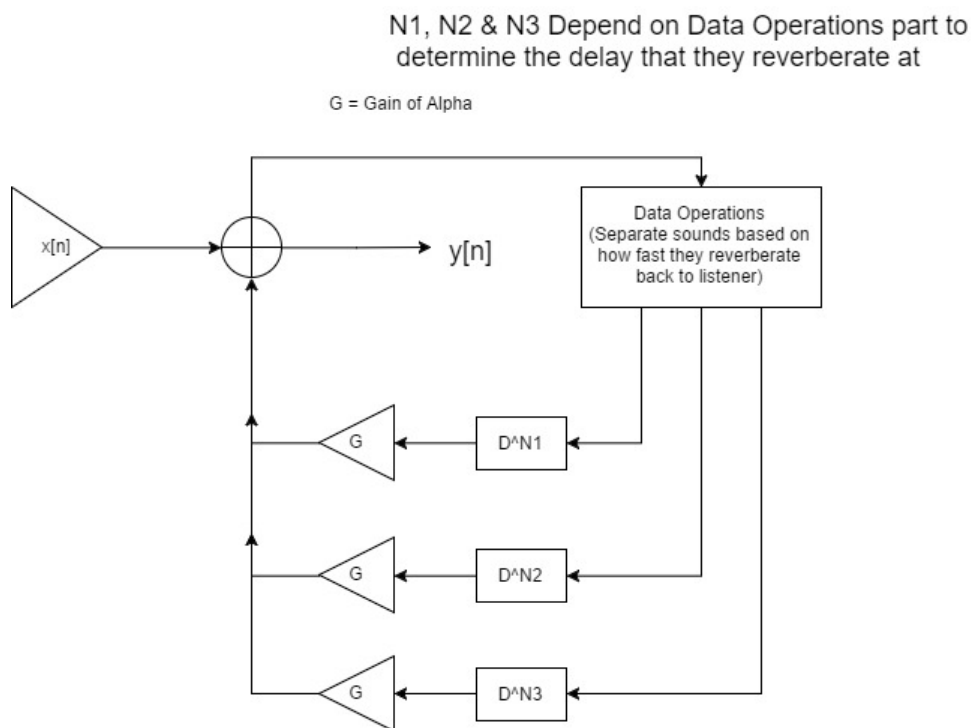 N1, N2 & N3 Depend on Data Operations part to
determine the delay that they reverberate at
G = Gain of Alpha
Data Operations
(Separate sounds based on
how fast they reverberate
back to listener)
x[n]
y[n]
G
D^N1
G
D^N2
G
D^N3